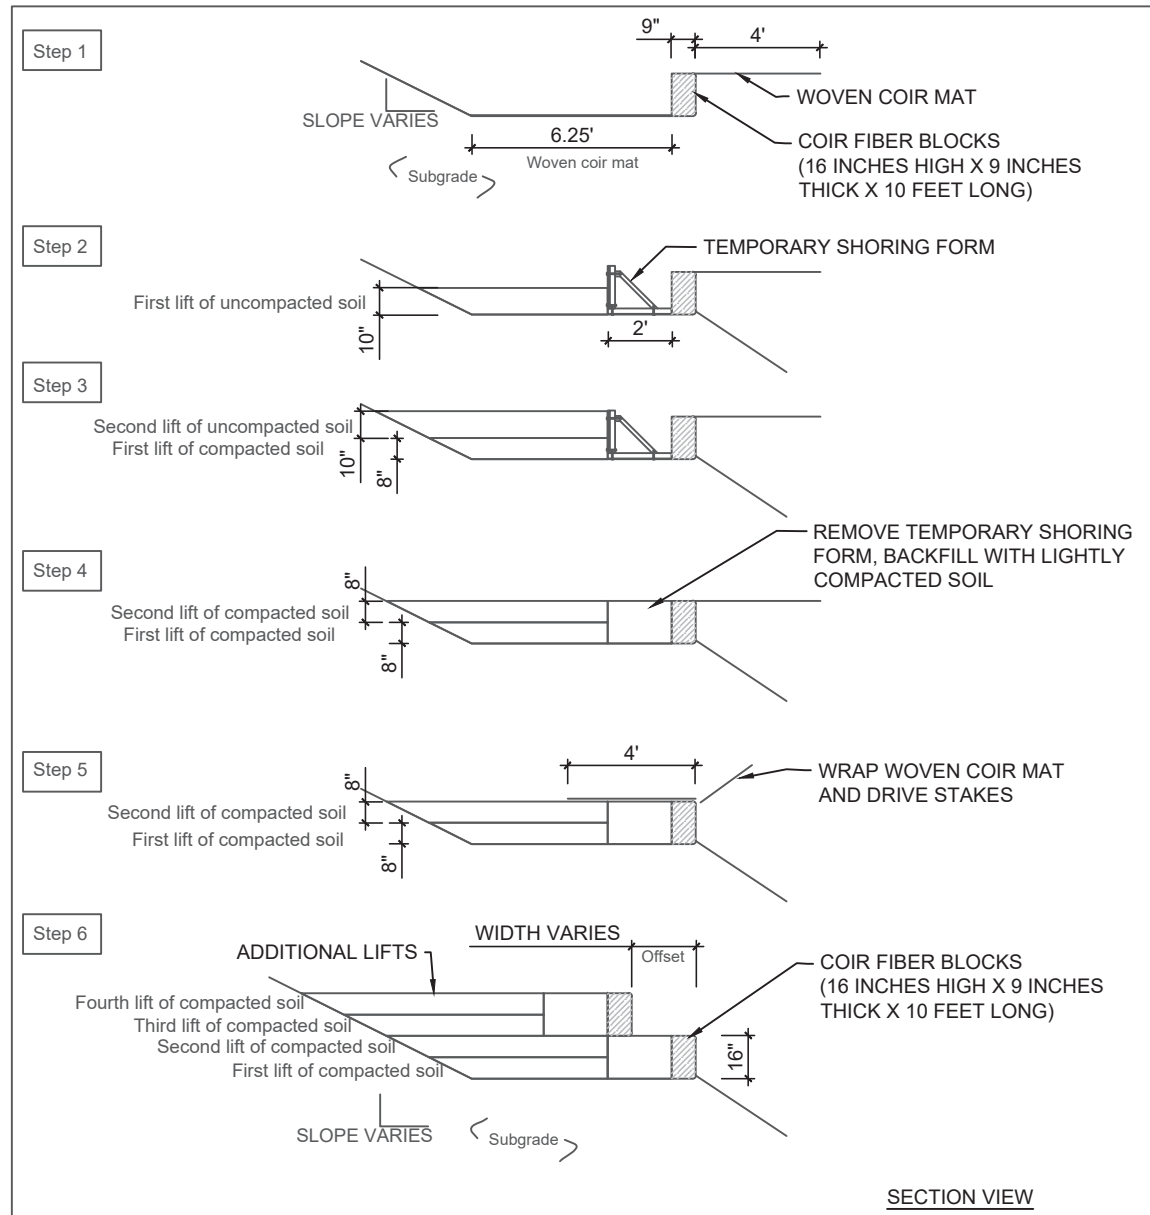 Step 1
9"
4'
WOVEN COIR MAT
SLOPE VARIES
6.25'
Woven coir mat
Subgrade
COIR FIBER BLOCKS
(16 INCHES HIGH X 9 INCHES
THICK X 10 FEET LONG)
Step 2
TEMPORARY SHORING FORM
First lift of uncompacted soil
10"
2'
Step 3
Second lift of uncompacted soil
First lift of compacted soil
10"
8"
REMOVE TEMPORARY SHORING
FORM, BACKFILL WITH LIGHTLY
COMPACTED SOIL
Step 4
8"
Second lift of compacted soil
First lift of compacted soil
8"
Step 5
4'
WRAP WOVEN COIR MAT
AND DRIVE STAKES
8"
Second lift of compacted soil
First lift of compacted soil
8"
Step 6
WIDTH VARIES
ADDITIONAL LIFTS
Offset
COIR FIBER BLOCKS
(16 INCHES HIGH X 9 INCHES
THICK X 10 FEET LONG)
Fourth lift of compacted soil
Third lift of compacted soil
Second lift of compacted soil
First lift of compacted soil
16"
SLOPE VARIES
Subgrade
SECTION VIEW